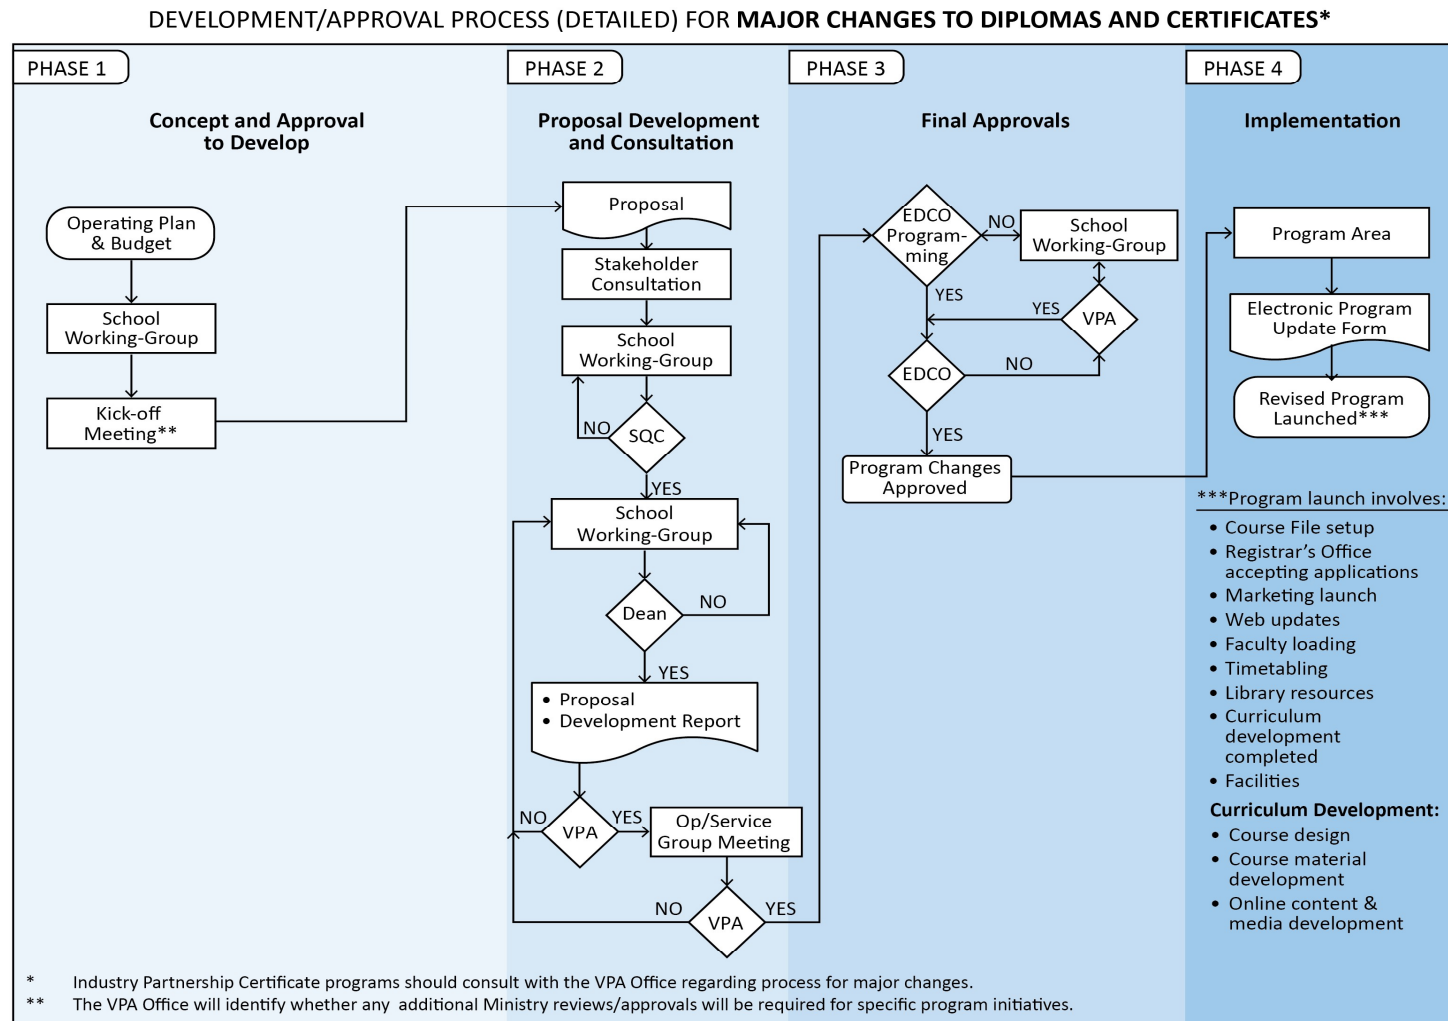 DEVELOPMENT/APPROVAL PROCESS (DETAILED) FOR MAJOR CHANGES TO DIPLOMAS AND CERTIFICATES*
PHASE 1
Concept and Approval
to Develop
Operating Plan
& Budget
School
Working-Group
Kick-off
Meeting**
PHASE 2
Proposal Development
and Consultation
Proposal
Stakeholder
Consultation
School
Working-Group
NO
SQC
YES
School
Working-Group
Dean
NO
YES
• Proposal
• Development Report
NO
VPA
YES
Op/Service
Group Meeting
NO
VPA
YES
PHASE 3
Final Approvals
EDCO
Program-
ming
NO
School
Working-Group
YES
YES
VPA
EDCO
NO
YES
Program Changes
Approved
PHASE 4
Implementation
Program Area
Electronic Program
Update Form
Revised Program
Launched***
***Program launch involves:
• Course File setup
• Registrar's Office
accepting applications
• Marketing launch
• Web updates
• Faculty loading
• Timetabling
• Library resources
• Curriculum
development
completed
• Facilities
Curriculum Development:
• Course design
• Course material
development
• Online content &
media development
* Industry Partnership Certificate programs should consult with the VPA Office regarding process for major changes.
** The VPA Office will identify whether any additional Ministry reviews/approvals will be required for specific program initiatives.